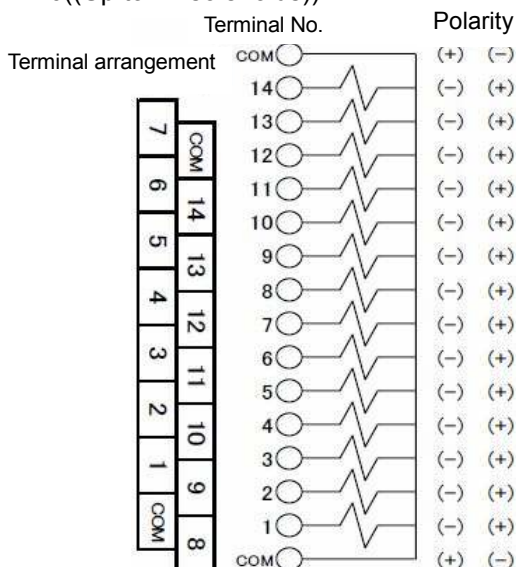 Terminal No. Polarity
Terminal arrangement
COM (+) (−)
14 (−) (+)
13 (−) (+)
12 (−) (+)
11 (−) (+)
10 (−) (+)
9 (−) (+)
8 (−) (+)
7 (−) (+)
6 (−) (+)
5 (−) (+)
4 (−) (+)
3 (−) (+)
2 (−) (+)
1 (−) (+)
COM (+) (−)
7
6
5
4
3
2
1
COM
COM
14
13
12
11
10
9
8